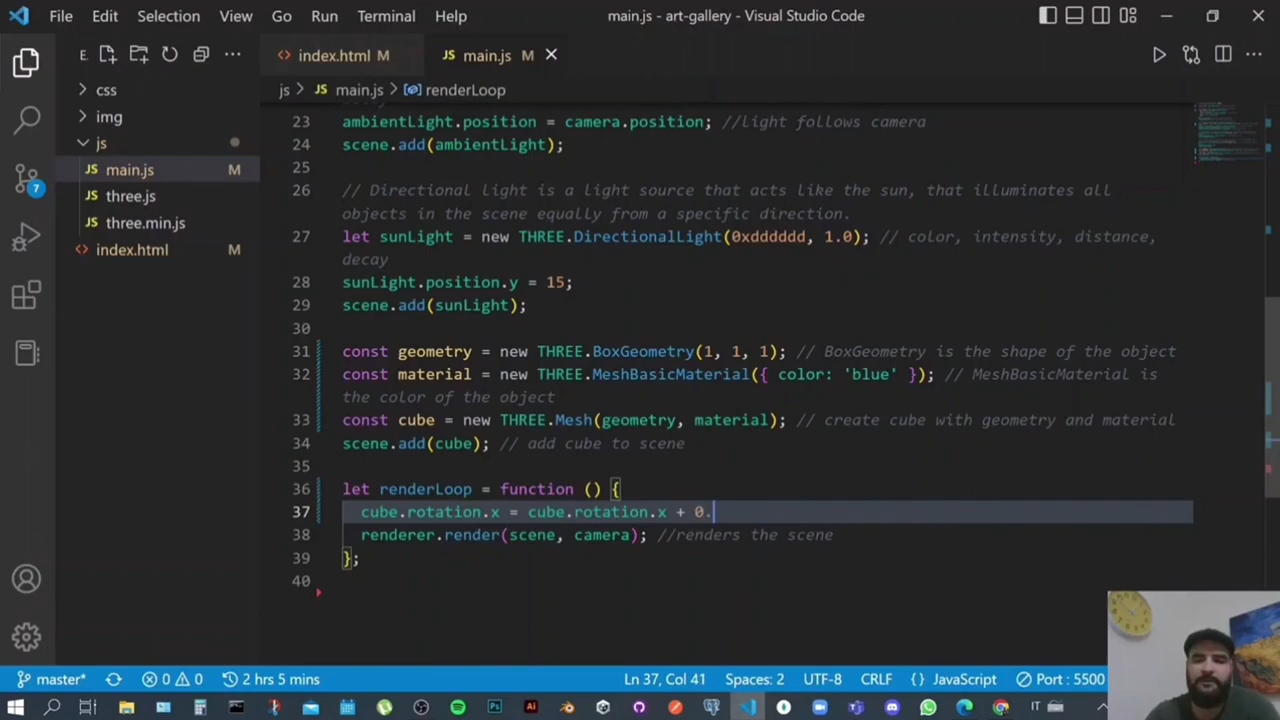 File Edit Selection View Go Run Terminal Help
main.js - art-gallery - Visual Studio Code
E
css
img
js
JS main.js M
JS three.js
JS three.min.js
<> index.html M
7
<> index.html M
JS main.js M
js > JS main.js > renderLoop
23 ambientLight.position = camera.position; //light follows camera
24 scene.add(ambientLight);
25
26 // Directional light is a light source that acts like the sun, that illuminates all
objects in the scene equally from a specific direction.
27 let sunLight = new THREE.DirectionalLight(0xdddddd, 1.0); // color, intensity, distance,
decay
28 sunLight.position.y = 15;
29 scene.add(sunLight);
30
31 const geometry = new THREE.BoxGeometry(1, 1, 1); // BoxGeometry is the shape of the object
32 const material = new THREE.MeshBasicMaterial({ color: 'blue' }); // MeshBasicMaterial is
the color of the object
33 const cube = new THREE.Mesh(geometry, material); // create cube with geometry and material
34 scene.add(cube); // add cube to scene
35
36 let renderLoop = function () {
37 cube.rotation.x = cube.rotation.x + 0.
38 renderer.render(scene, camera); //renders the scene
39 };
40
master* 0 0 2 hrs 5 mins
Ln 37, Col 41 Spaces: 2 UTF-8 CRLF {} JavaScript Port : 5500
Ps Ai
IT